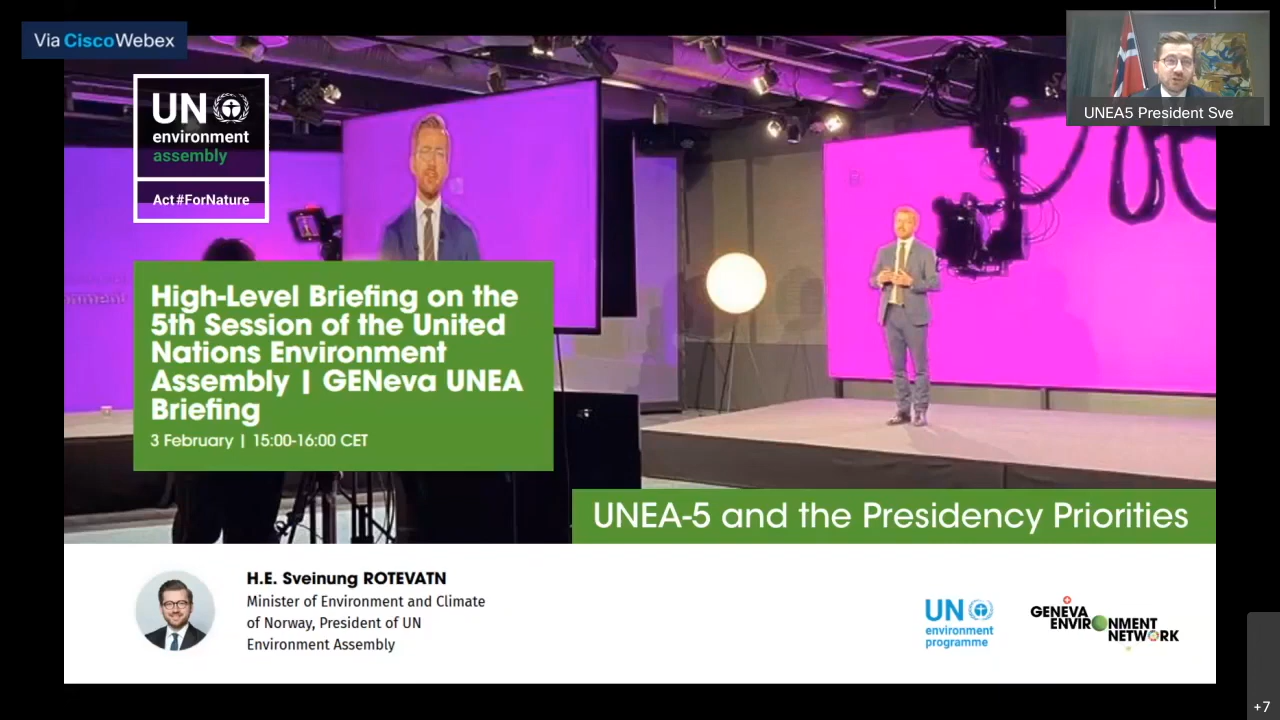 Via Cisco Webex
UNEA5 President Sve
UN
environment
assembly
Act#ForNature
High-Level Briefing on the
5th Session of the United
Nations Environment
Assembly | GENeva UNEA
Briefing
3 February | 15:00-16:00 CET
UNEA-5 and the Presidency Priorities
H.E. Sveinung ROTEVATN
Minister of Environment and Climate
of Norway, President of UN
Environment Assembly
UN
environment
programme
GENEVA
ENVIRONMENT
NETWORK
+7